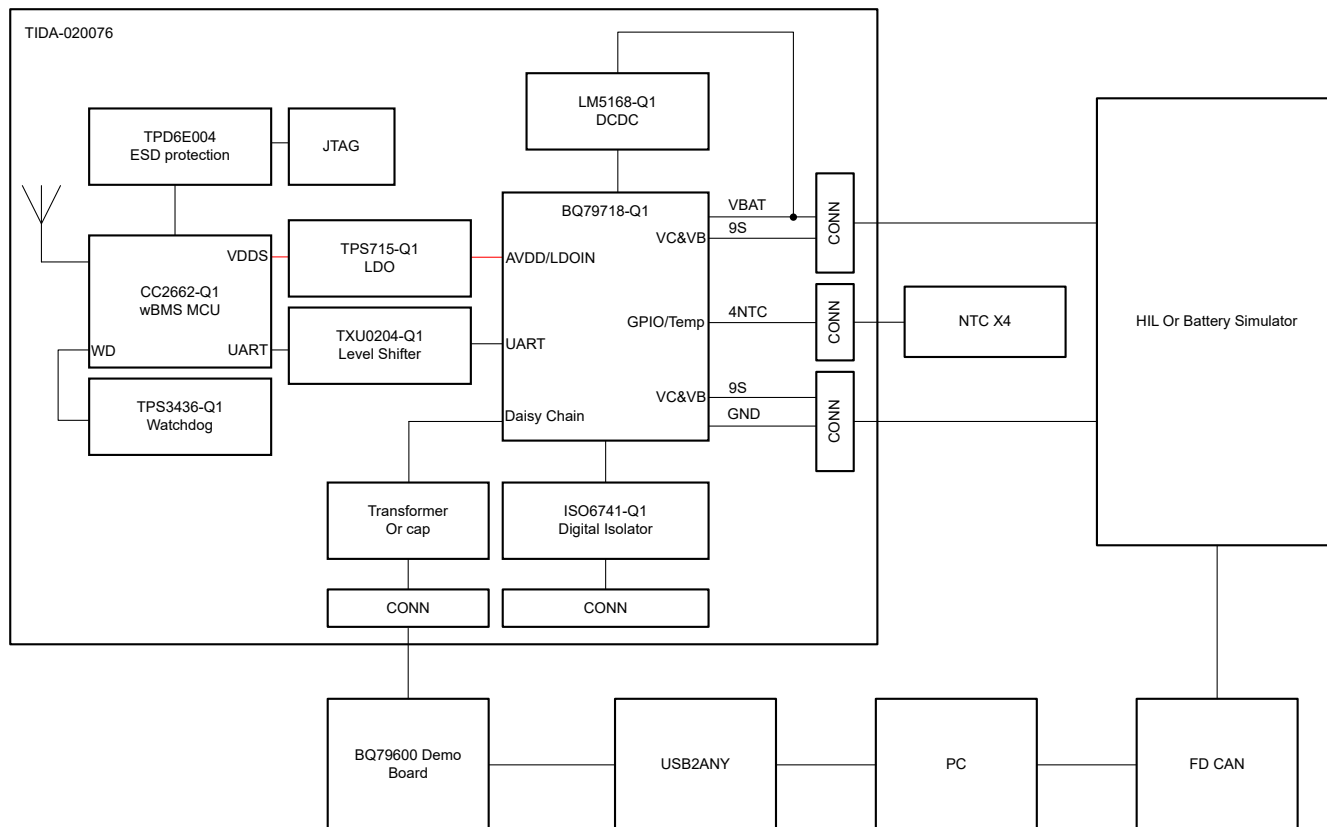 TIDA-020076
LM5168-Q1
DCDC
TPD6E004
ESD protection
JTAG
BQ79718-Q1
VBAT
9S
VC&VB
CONN
VDDS
TPS715-Q1
LDO
AVDD/LDOIN
CC2662-Q1
wBMS MCU
WD
UART
TXU0204-Q1
Level Shifter
UART
GPIO/Temp
4NTC
CONN
NTC X4
HIL Or Battery Simulator
TPS3436-Q1
Watchdog
Daisy Chain
VC&VB
9S
GND
CONN
Transformer
Or cap
ISO6741-Q1
Digital Isolator
CONN
CONN
BQ79600 Demo
Board
USB2ANY
PC
FD CAN